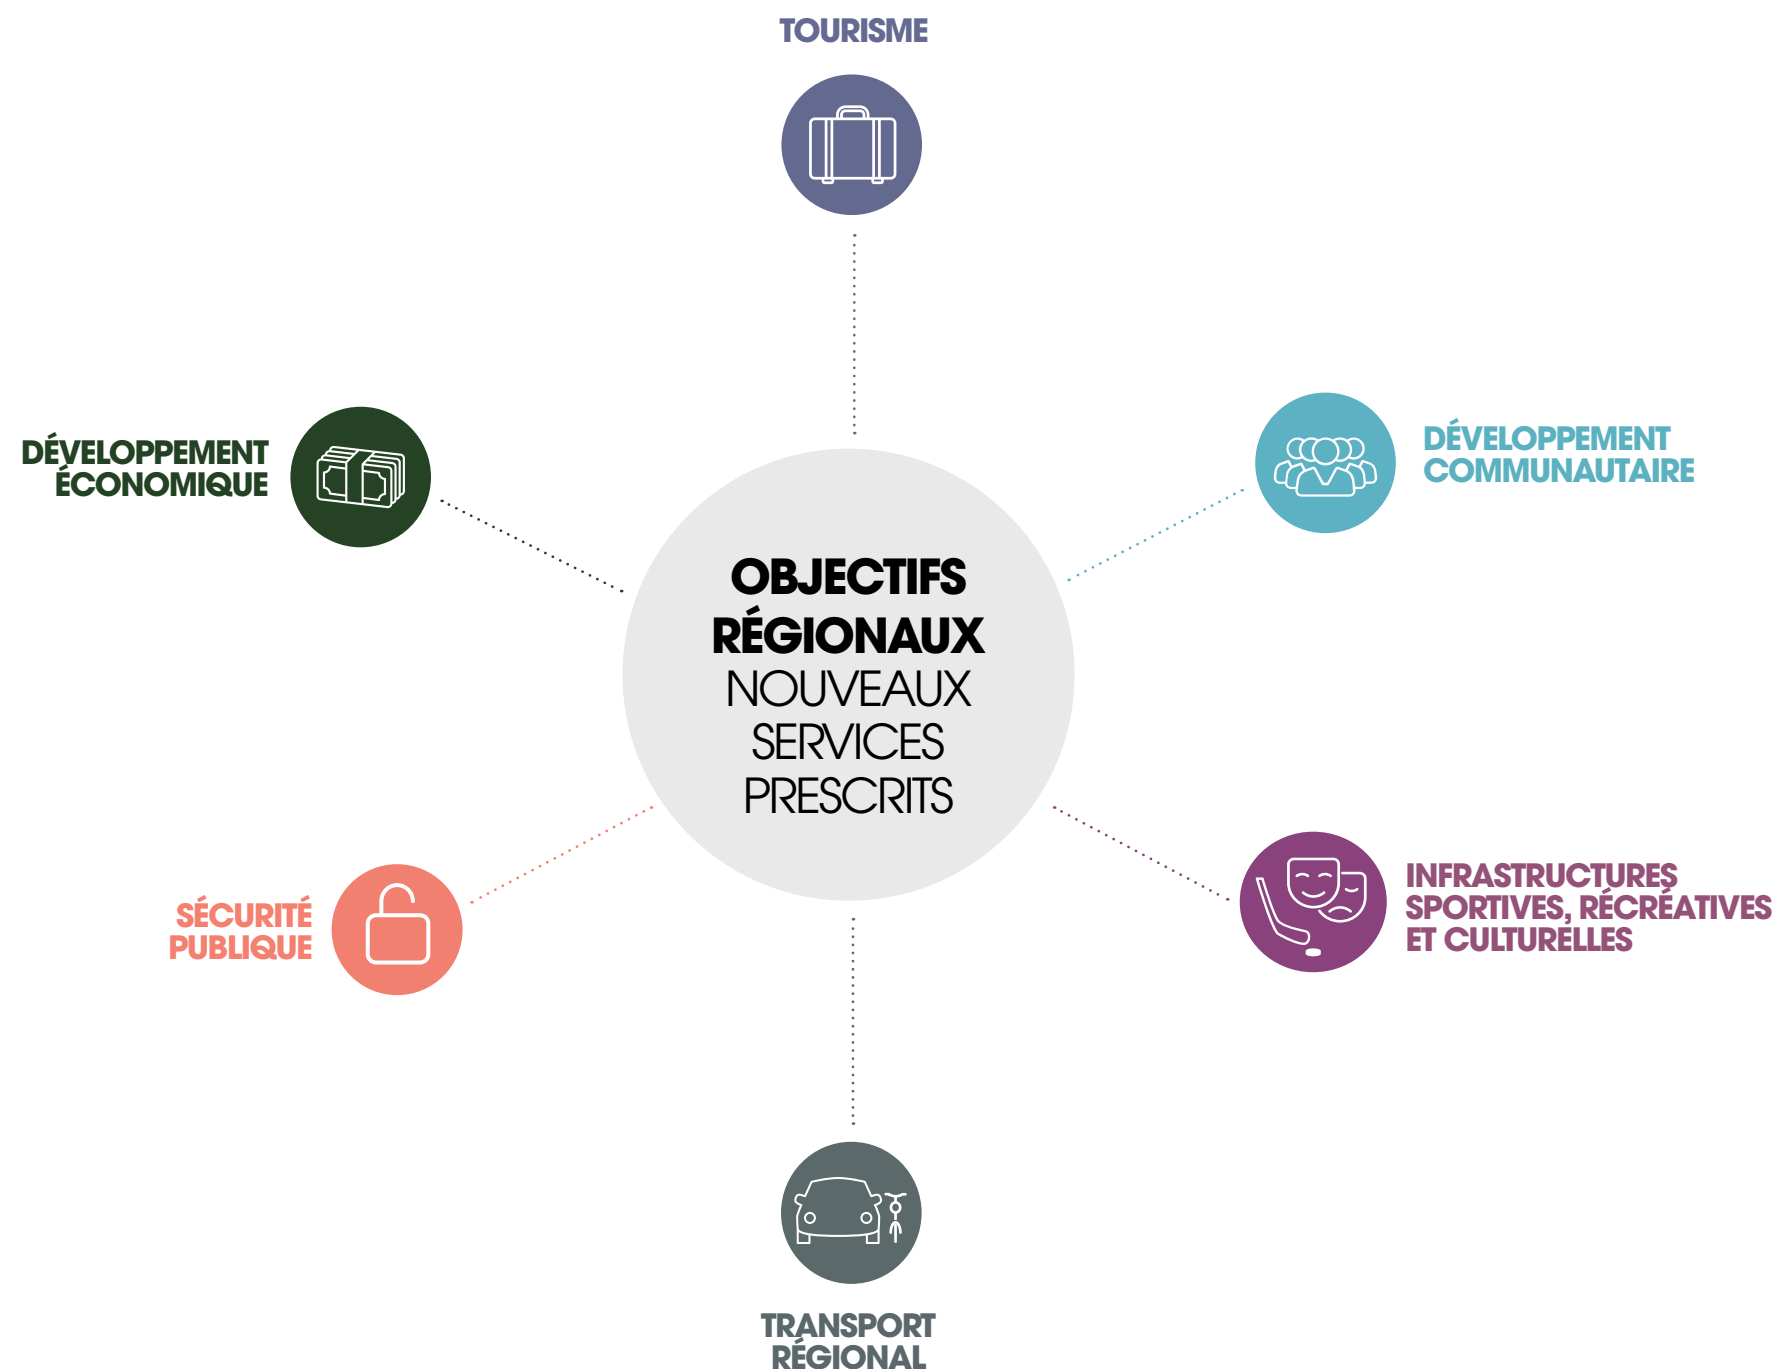 TOURISME
DÉVELOPPEMENT
ÉCONOMIQUE
DÉVELOPPEMENT
COMMUNAUTAIRE
OBJECTIFS
RÉGIONAUX
NOUVEAUX
SERVICES
PRESCRITS
SÉCURITÉ
PUBLIQUE
INFRASTRUCTURES
SPORTIVES, RÉCRÉATIVES
ET CULTURELLES
TRANSPORT
RÉGIONAL